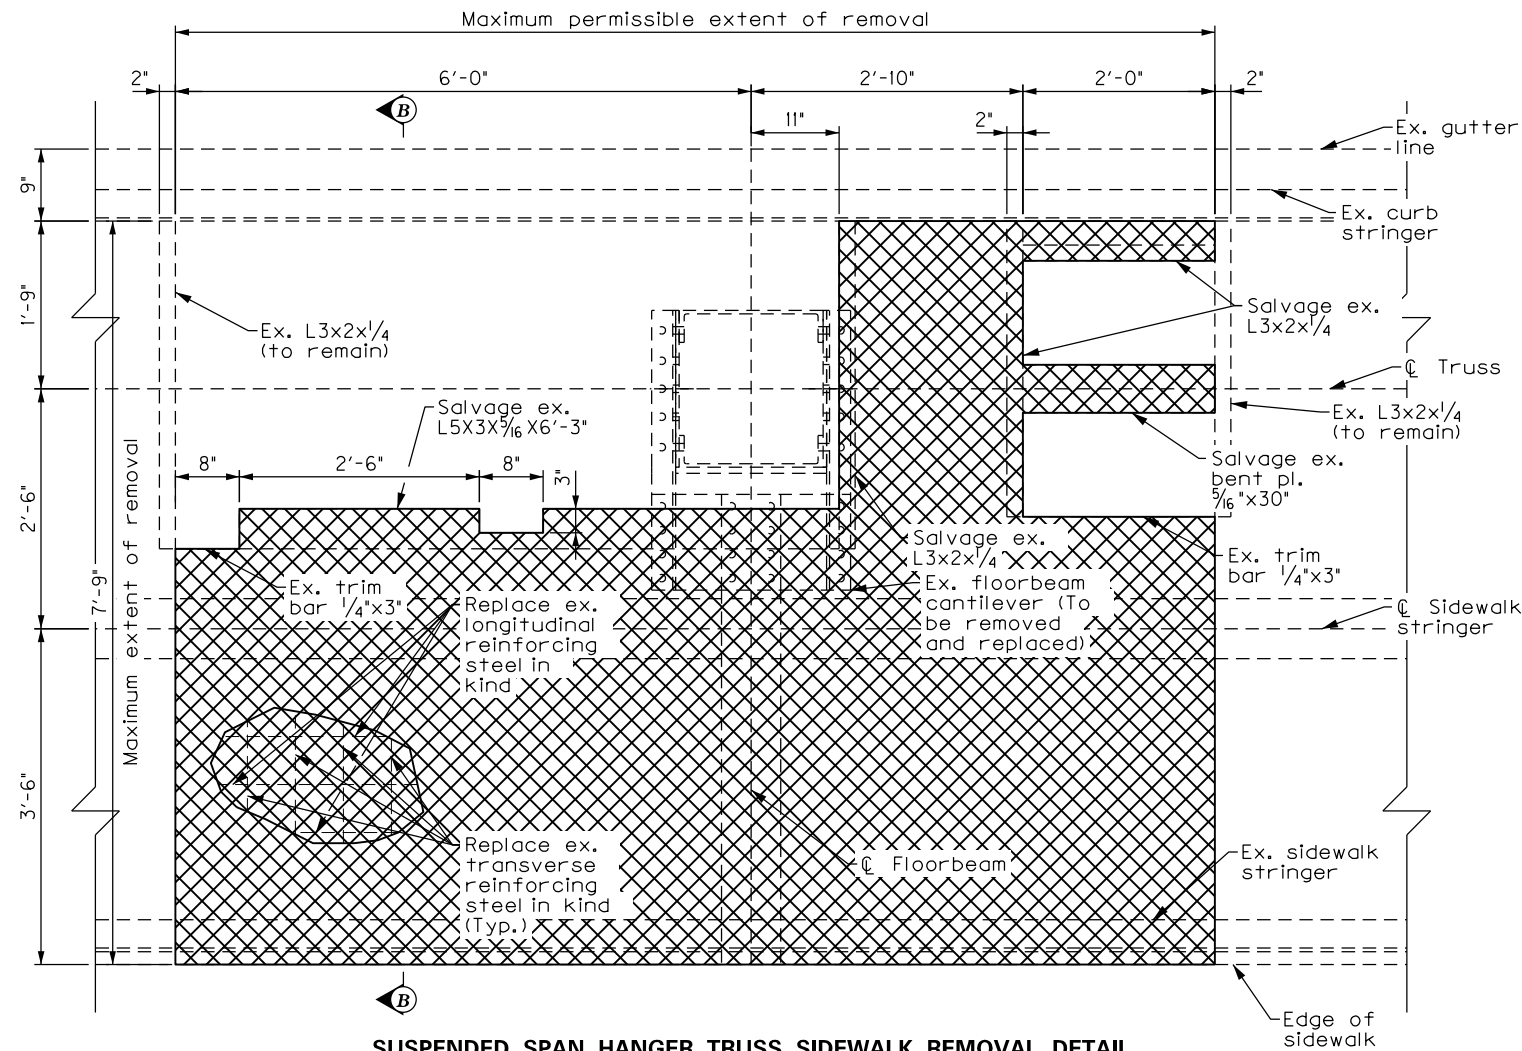 Maximum permissible extent of removal
2"
6'-0"
2'-10"
2'-0"
2"
B
11"
2"
Ex. gutter
line
9"
Ex. curb
stringer
1'-9"
Ex. L3x2x1/4
(to remain)
Salvage ex.
L3x2x1/4
℄ Truss
Salvage ex.
L5X3X5/16X6'-3"
Ex. L3x2x1/4
(to remain)
8"
2'-6"
8"
3"
Salvage ex.
bent pl.
5/16"x30"
2'-6"
Maximum extent of removal
7'-9"
Salvage ex.
L3x2x1/4
Ex. trim
bar 1/4"x3"
Ex. trim
bar 1/4"x3"
Replace ex.
longitudinal
reinforcing
steel in
kind
Ex. floorbeam
cantilever (To
be removed
and replaced)
℄ Sidewalk
stringer
3'-6"
Replace ex.
transverse
reinforcing
steel in kind
(Typ.)
℄ Floorbeam
Ex. sidewalk
stringer
B
Edge of
sidewalk
SUSPENDED SPAN HANGER TRUSS SIDEWALK REMOVAL DETAIL